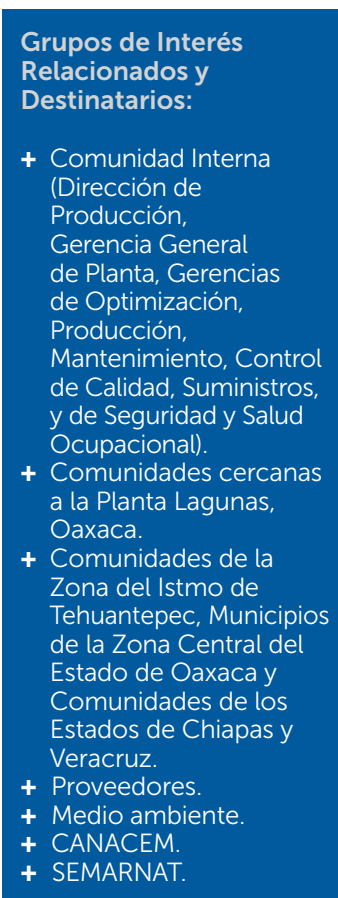 Grupos de Interés
Relacionados y
Destinatarios:
+ Comunidad Interna
(Dirección de
Producción,
Gerencia General
de Planta, Gerencias
de Optimización,
Producción,
Mantenimiento, Control
de Calidad, Suministros,
y de Seguridad y Salud
Ocupacional).
+ Comunidades cercanas
a la Planta Lagunas,
Oaxaca.
+ Comunidades de la
Zona del Istmo de
Tehuantepec, Municipios
de la Zona Central del
Estado de Oaxaca y
Comunidades de los
Estados de Chiapas y
Veracruz.
+ Proveedores.
+ Medio ambiente.
+ CANACEM.
+ SEMARNAT.